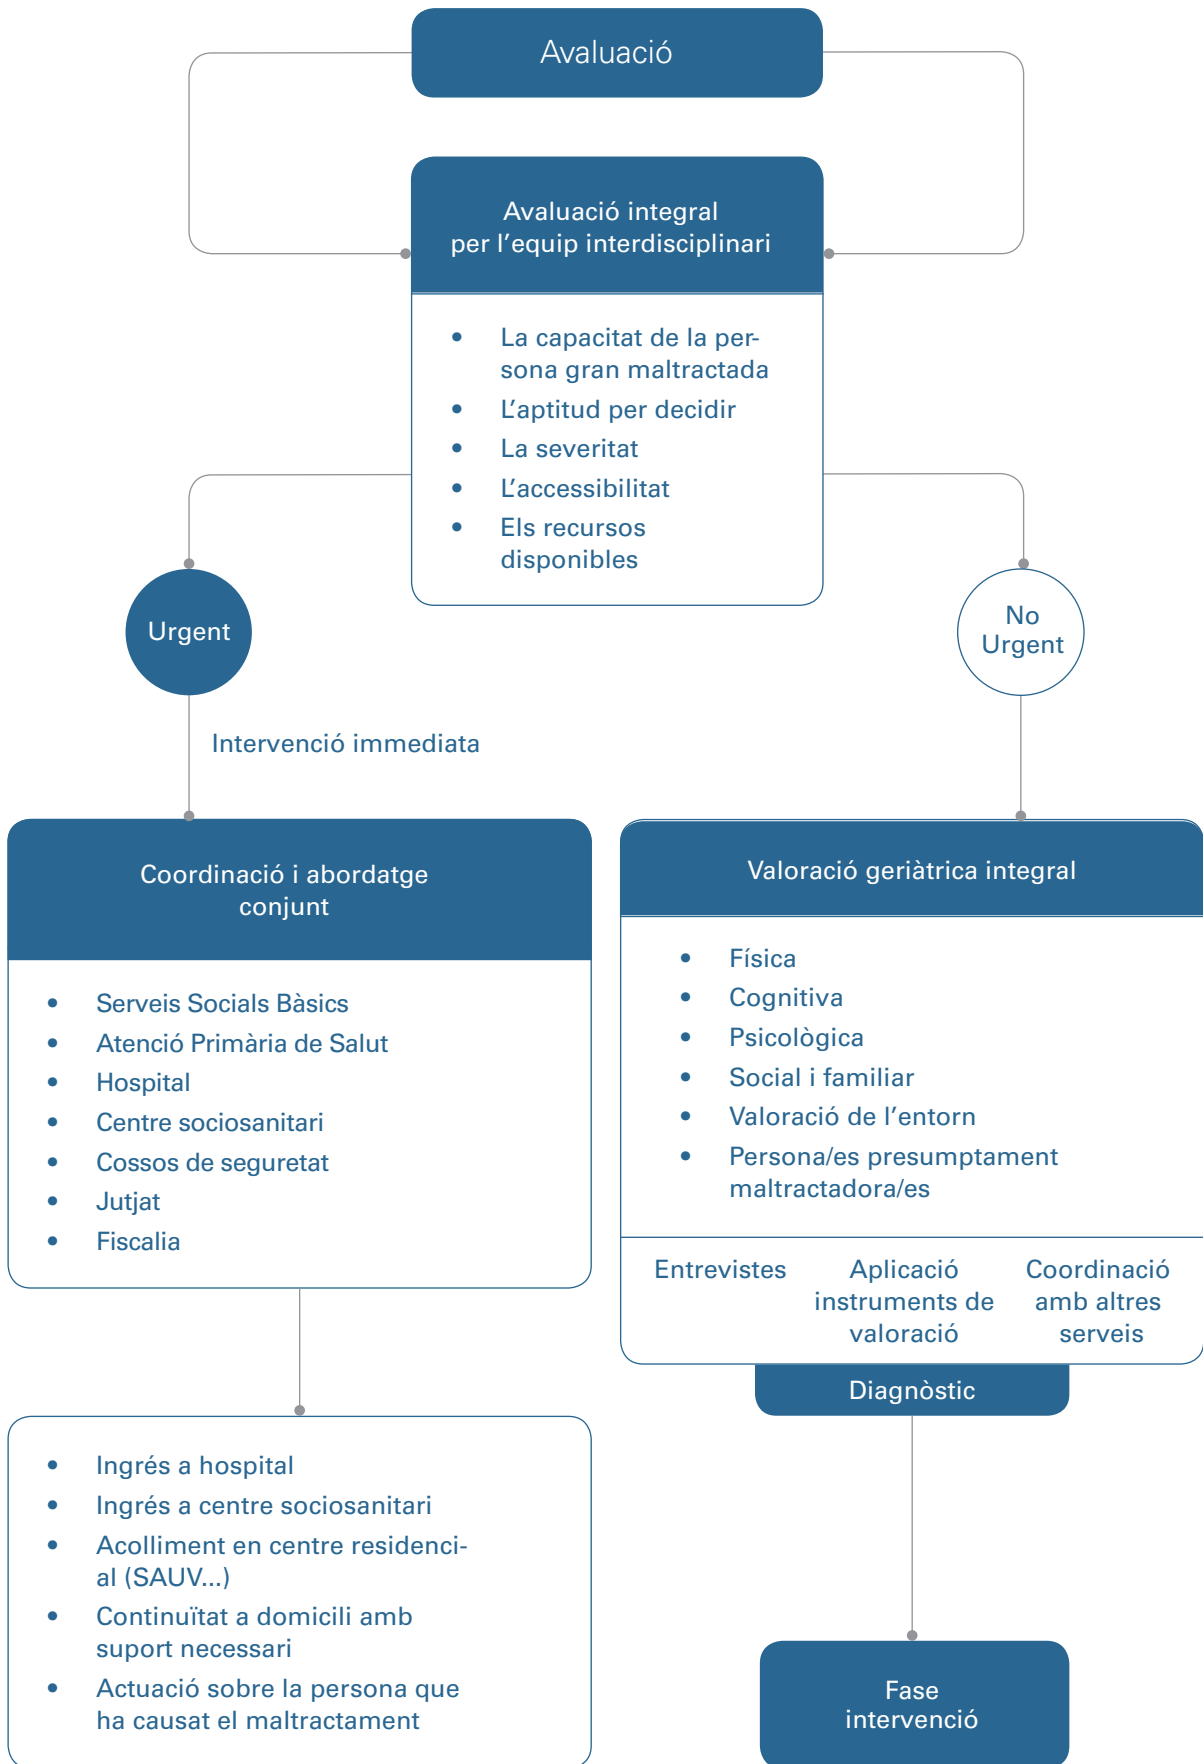 Avaluació
Avaluació integral
per l'equip interdisciplinari
• La capacitat de la per-
sona gran maltractada
• L'aptitud per decidir
• La severitat
• L'accessibilitat
• Els recursos
disponibles
Urgent
No
Urgent
Intervenció immediata
Coordinació i abordatge
conjunt
• Serveis Socials Bàsics
• Atenció Primària de Salut
• Hospital
• Centre sociosanitari
• Cossos de seguretat
• Jutjat
• Fiscalia
Valoració geriàtrica integral
• Física
• Cognitiva
• Psicològica
• Social i familiar
• Valoració de l'entorn
• Persona/es presumptament
maltractadora/es
Entrevistes
Aplicació
instruments de
valoració
Coordinació
amb altres
serveis
Diagnòstic
• Ingrés a hospital
• Ingrés a centre sociosanitari
• Acolliment en centre residenci-
al (SAUV...)
• Continuïtat a domicili amb
suport necessari
• Actuació sobre la persona que
ha causat el maltractament
Fase
intervenció